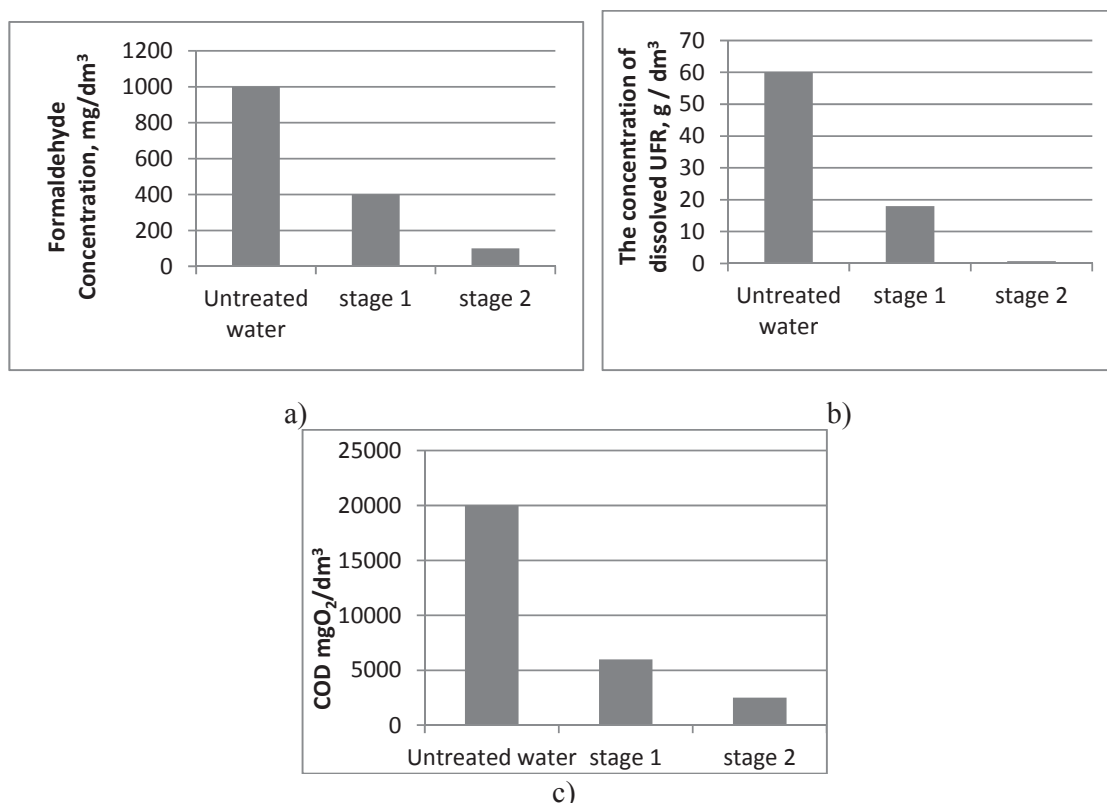 Formaldehyde
Concentration, mg/dm³
1200
1000
800
600
400
200
0
Untreated
water
stage 1
stage 2
a)
The concentration of
dissolved UFR, g / dm³
70
60
50
40
30
20
10
0
Untreated
water
stage 1
stage 2
b)
COD mgO₂/dm³
25000
20000
15000
10000
5000
0
Untreated water
stage 1
stage 2
c)